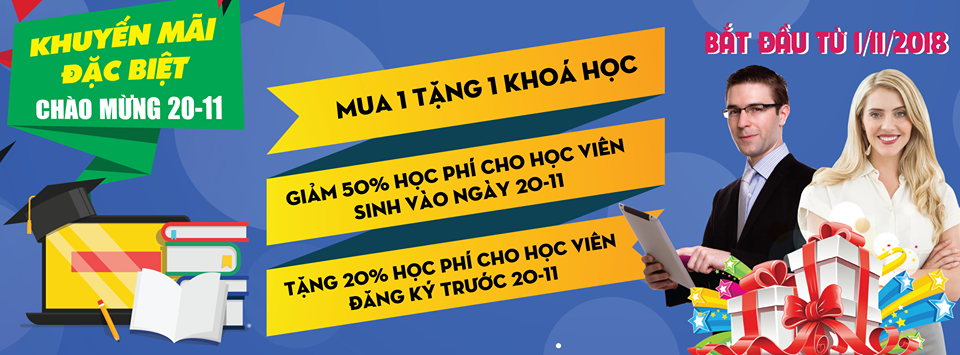 KHUYẾN MÃI
ĐẶC BIỆT
CHÀO MỪNG 20-11
MUA 1 TẶNG 1 KHOÁ HỌC
GIẢM 50% HỌC PHÍ CHO HỌC VIÊN
SINH VÀO NGÀY 20-11
TẶNG 20% HỌC PHÍ CHO HỌC VIÊN
ĐĂNG KÝ TRƯỚC 20-11
BẮT ĐẦU TỪ 1/11/2018